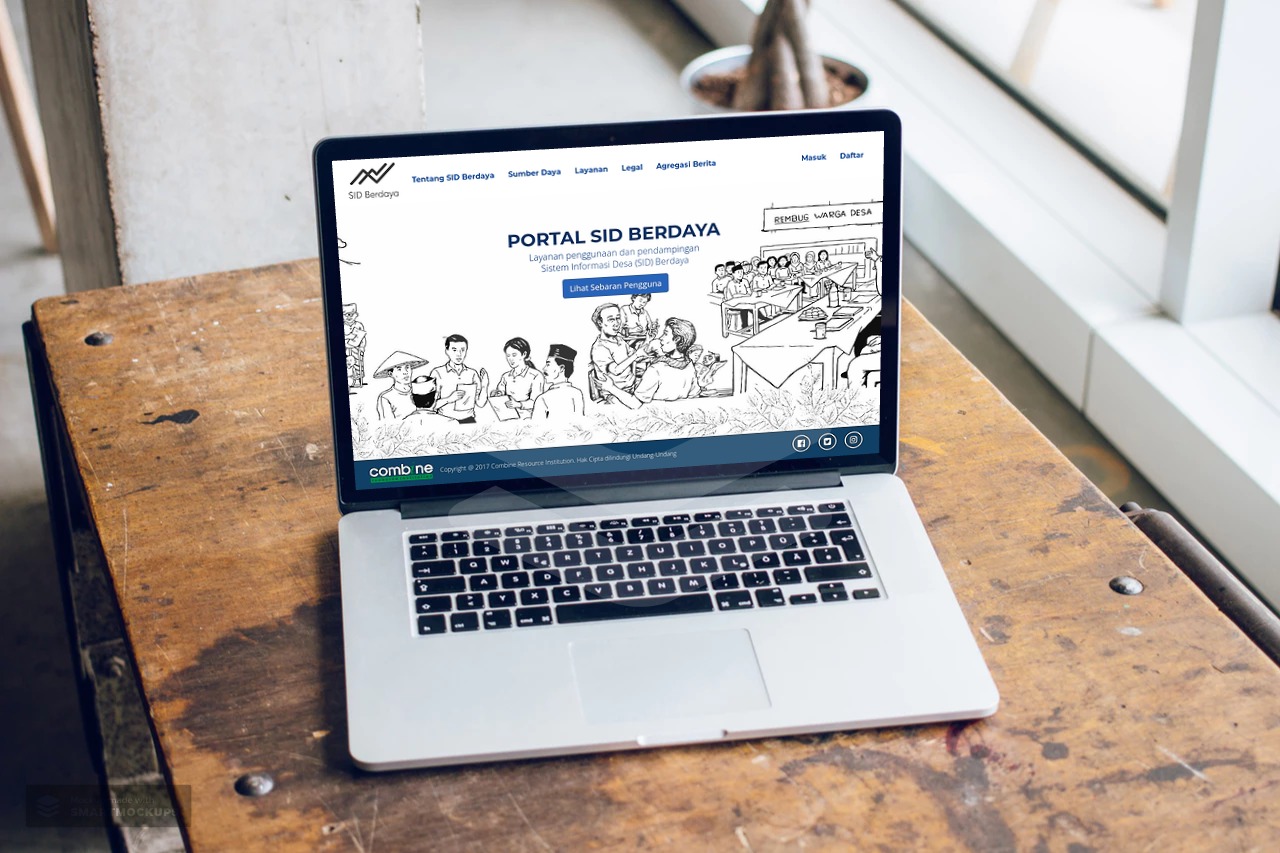 SID Berdaya
Tentang SID Berdaya Sumber Daya Layanan Legal Agregasi Berita Masuk Daftar
REMBUG WARGA DESA
PORTAL SID BERDAYA
Layanan penggunaan dan pendampingan
Sistem Informasi Desa (SID) Berdaya
Lihat Sebaran Pengguna
combine
Copyright @ 2017 Combine Resource Institution. Hak Cipta dilindungi Undang-Undang
SMARTMOCKUPS